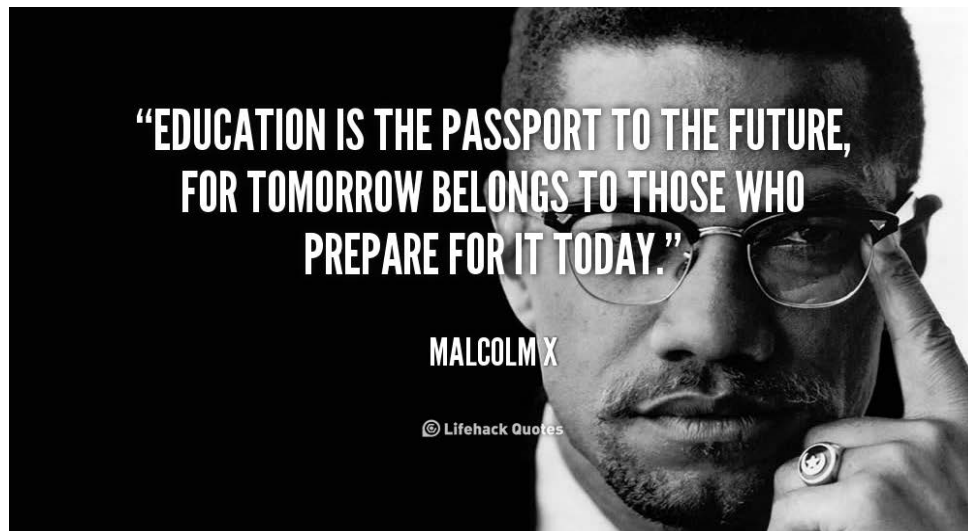 “EDUCATION IS THE PASSPORT TO THE FUTURE,
FOR TOMORROW BELONGS TO THOSE WHO
PREPARE FOR IT TODAY.”
MALCOLM X
Lifehack Quotes